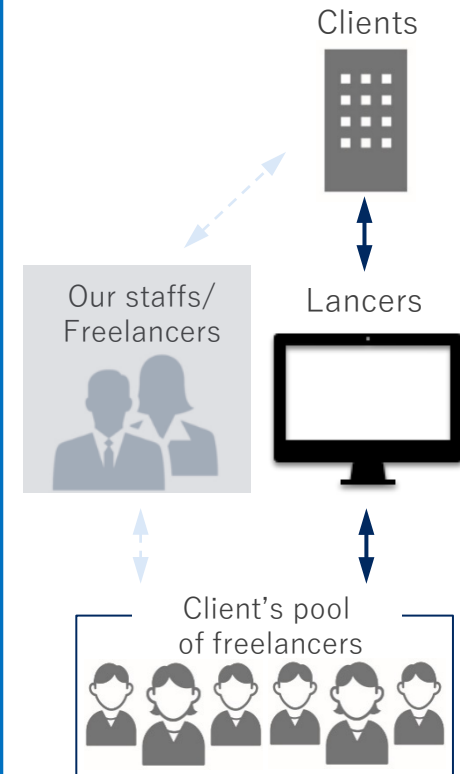 Clients
Our staffs/
Freelancers
Lancers
Client’s pool
of freelancers